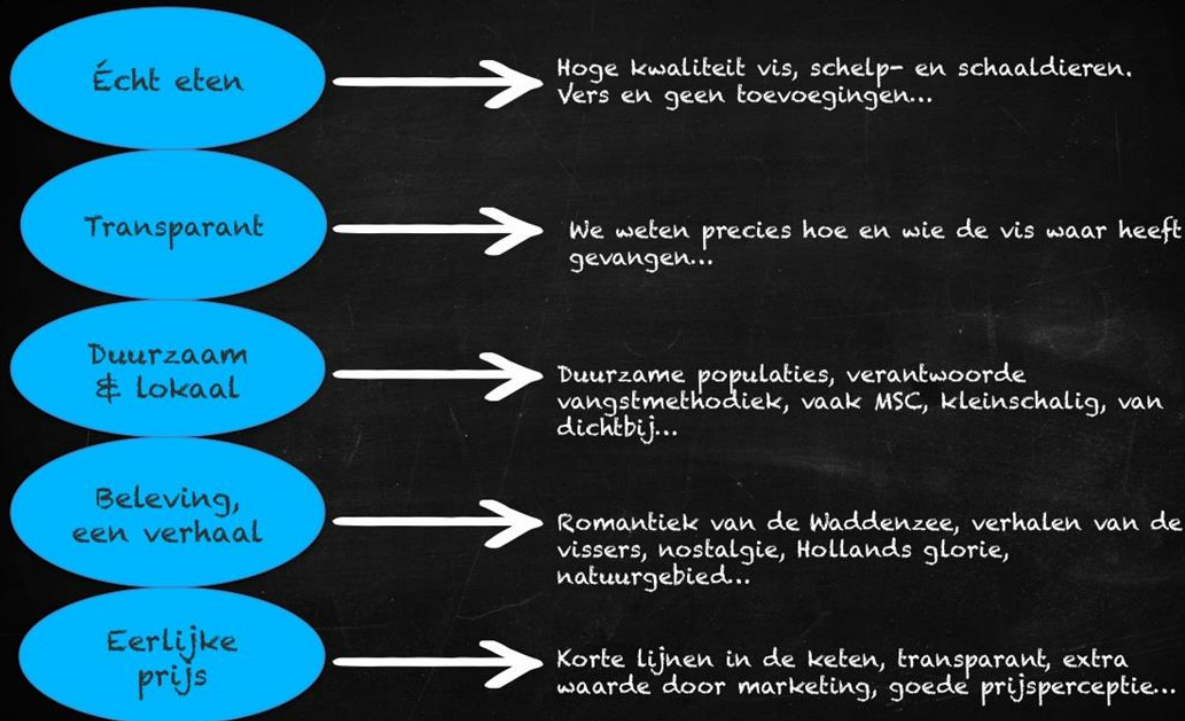 Écht eten
Hoge kwaliteit vis, schelp- en schaaldieren.
Vers en geen toevoegingen...
Transparant
We weten precies hoe en wie de vis waar heeft
gevangen...
Duurzaam
& lokaal
Duurzame populaties, verantwoorde
vangstmethodiek, vaak MSC, kleinschalig, van
dichtbij...
Beleving,
een verhaal
Romantiek van de Waddenzee, verhalen van de
vissers, nostalgie, Hollands glorie,
natuurgebied...
Eerlijke
prijs
Korte lijnen in de keten, transparant, extra
waarde door marketing, goede prijsperceptie...